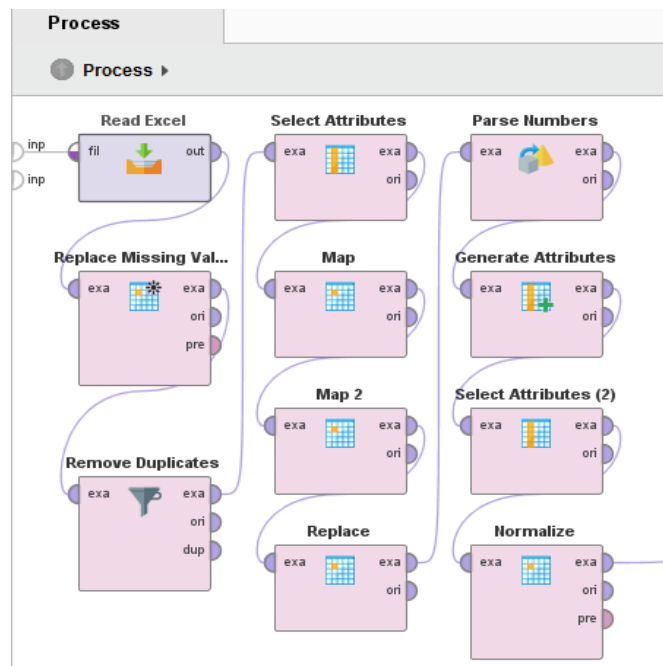 Process
Process
Read Excel
inp
fil
out
inp
Replace Missing Val...
exa
exa
ori
pre
Remove Duplicates
exa
exa
ori
dup
Select Attributes
exa
exa
ori
Map
exa
exa
ori
Map 2
exa
exa
ori
Replace
exa
exa
ori
Parse Numbers
exa
exa
ori
Generate Attributes
exa
exa
ori
Select Attributes (2)
exa
exa
ori
Normalize
exa
exa
ori
pre